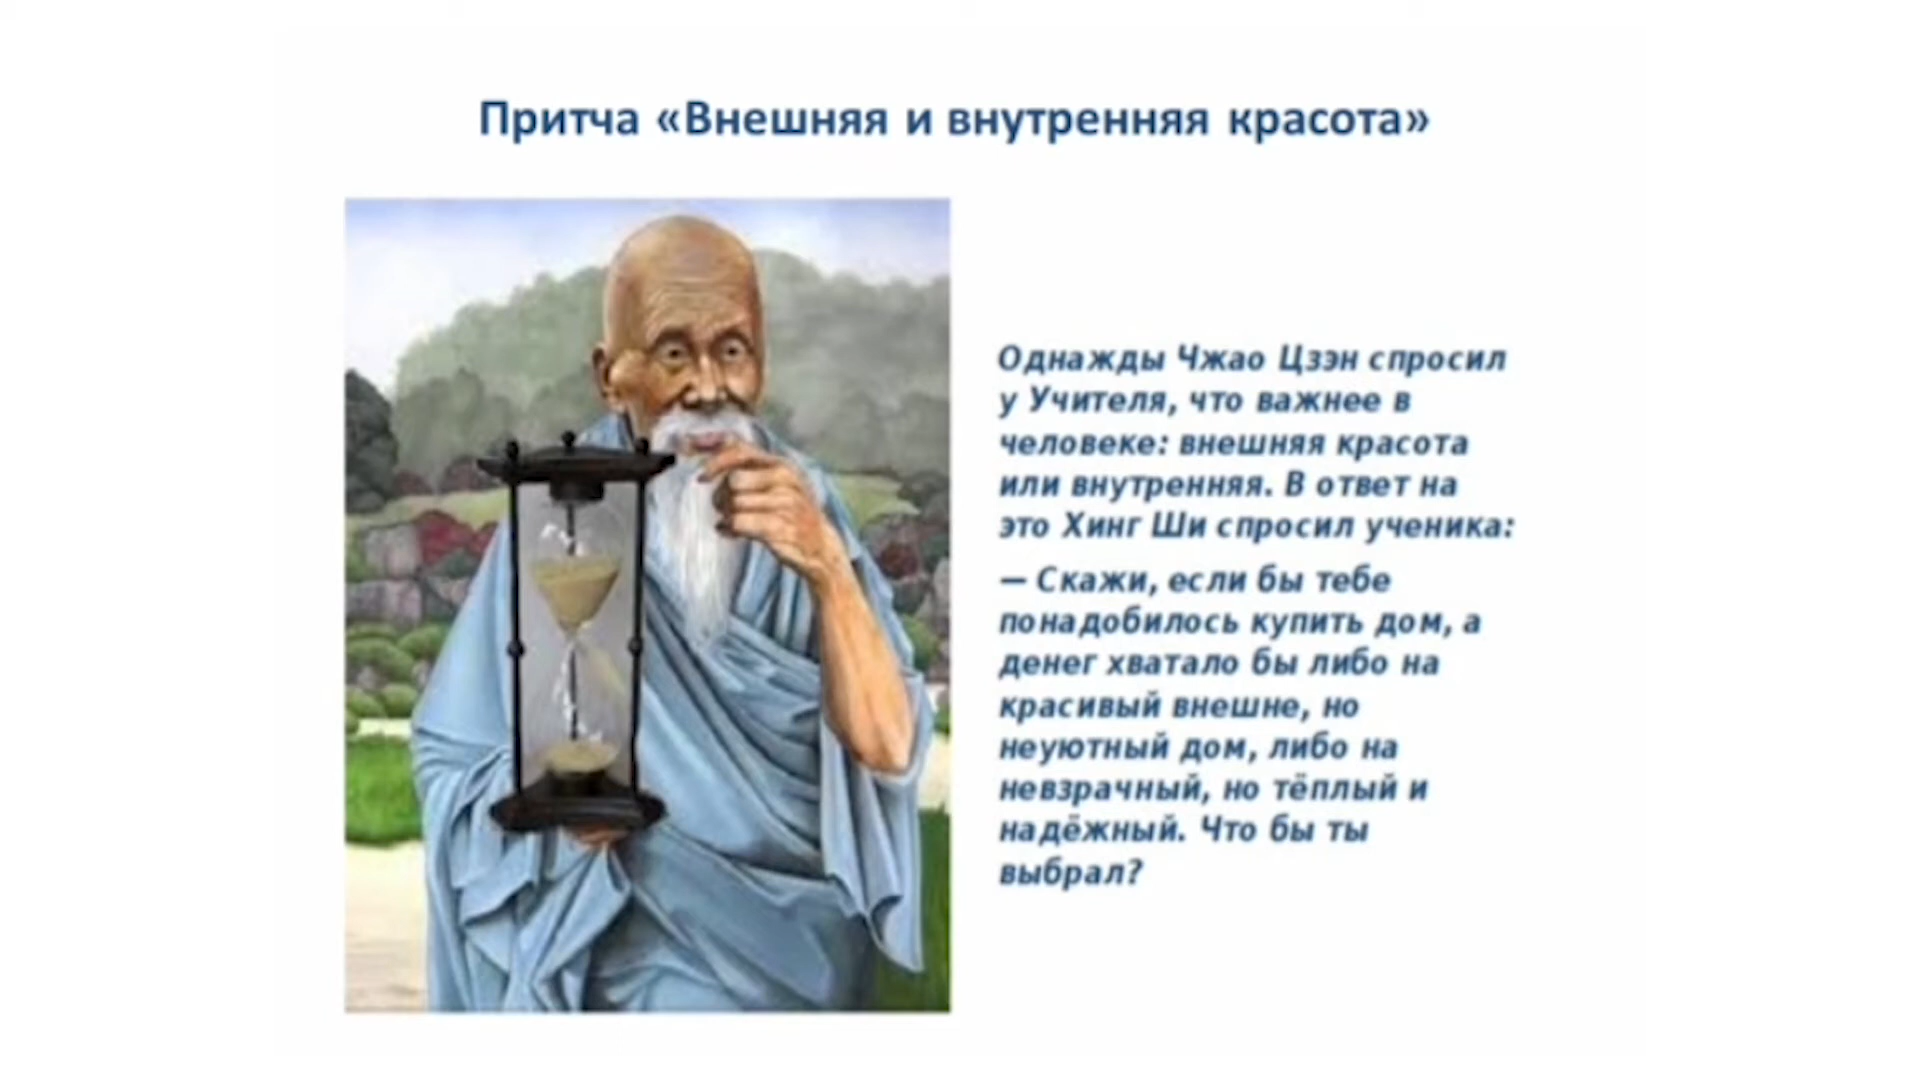 Притча «Внешняя и внутренняя красота»
Однажды Чжао Цзэн спросил
у Учителя, что важнее в
человеке: внешняя красота
или внутренняя. В ответ на
это Хинг Ши спросил ученика:
— Скажи, если бы тебе
понадобилось купить дом, а
денег хватало бы либо на
красивый внешне, но
неуютный дом, либо на
невзрачный, но тёплый и
надёжный. Что бы ты
выбрал?